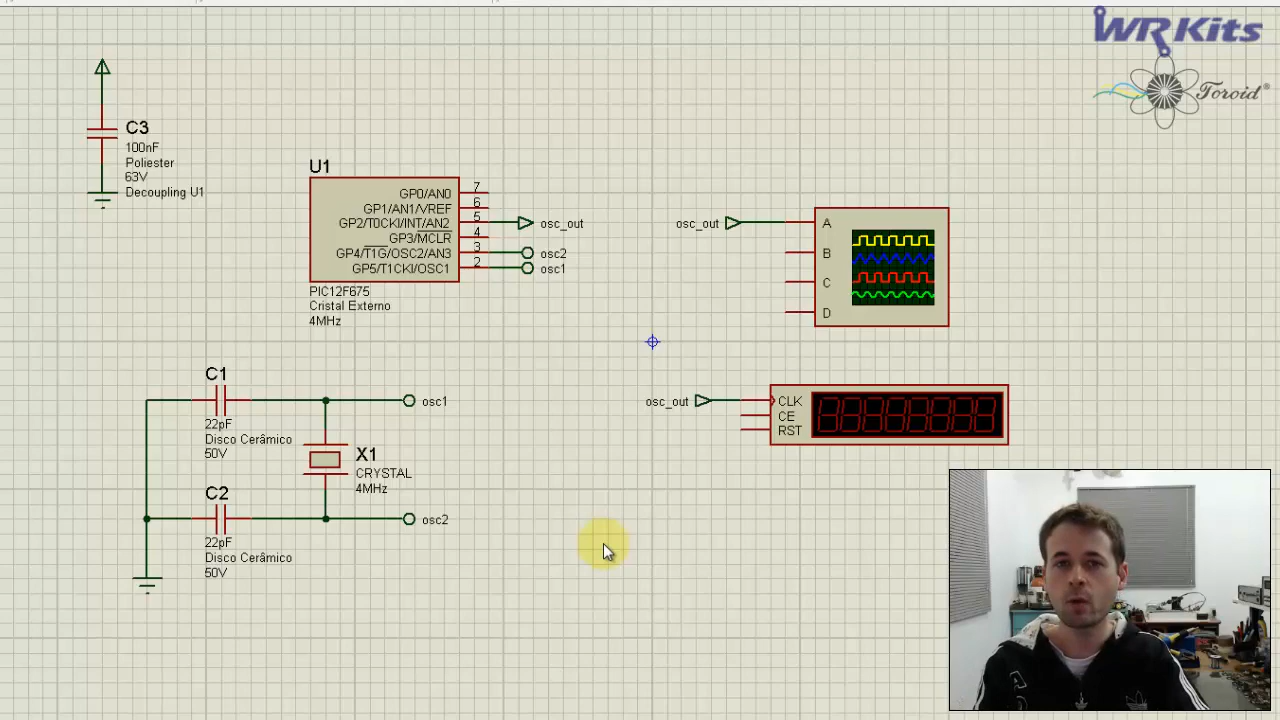 WR Kits
Toroid®
C3
100nF
Poliester
63V
Decoupling U1
U1
GP0/AN0 7
GP1/AN1/VREF 6
GP2/T0CKI/INT/AN2 5
GP3/MCLR 4
GP4/T1G/OSC2/AN3 3
GP5/T1CKI/OSC1 2
osc_out
osc2
osc1
PIC12F675
Cristal Externo
4MHz
osc_out
A
B
C
D
C1
Disco Cerâmico
50V
osc1
X1
CRYSTAL
4MHz
C2
22pF
Disco Cerâmico
50V
osc2
osc_out
CLK
CE
RST